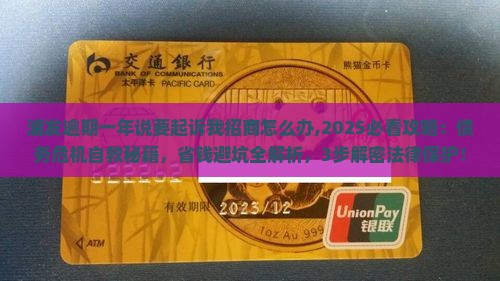 交通銀行
BANK OF COMMUNICATIONS
太平洋卡 PACIFIC CARD
熊猫金币卡
浦发逾期一年说要起诉我招商怎么办,2025必看攻略！债
务危机自救秘籍，省钱避坑全解析，3步解密法律保护！
有效期限 2023/12
1oz Au .999
ATM
UnionPay
银联